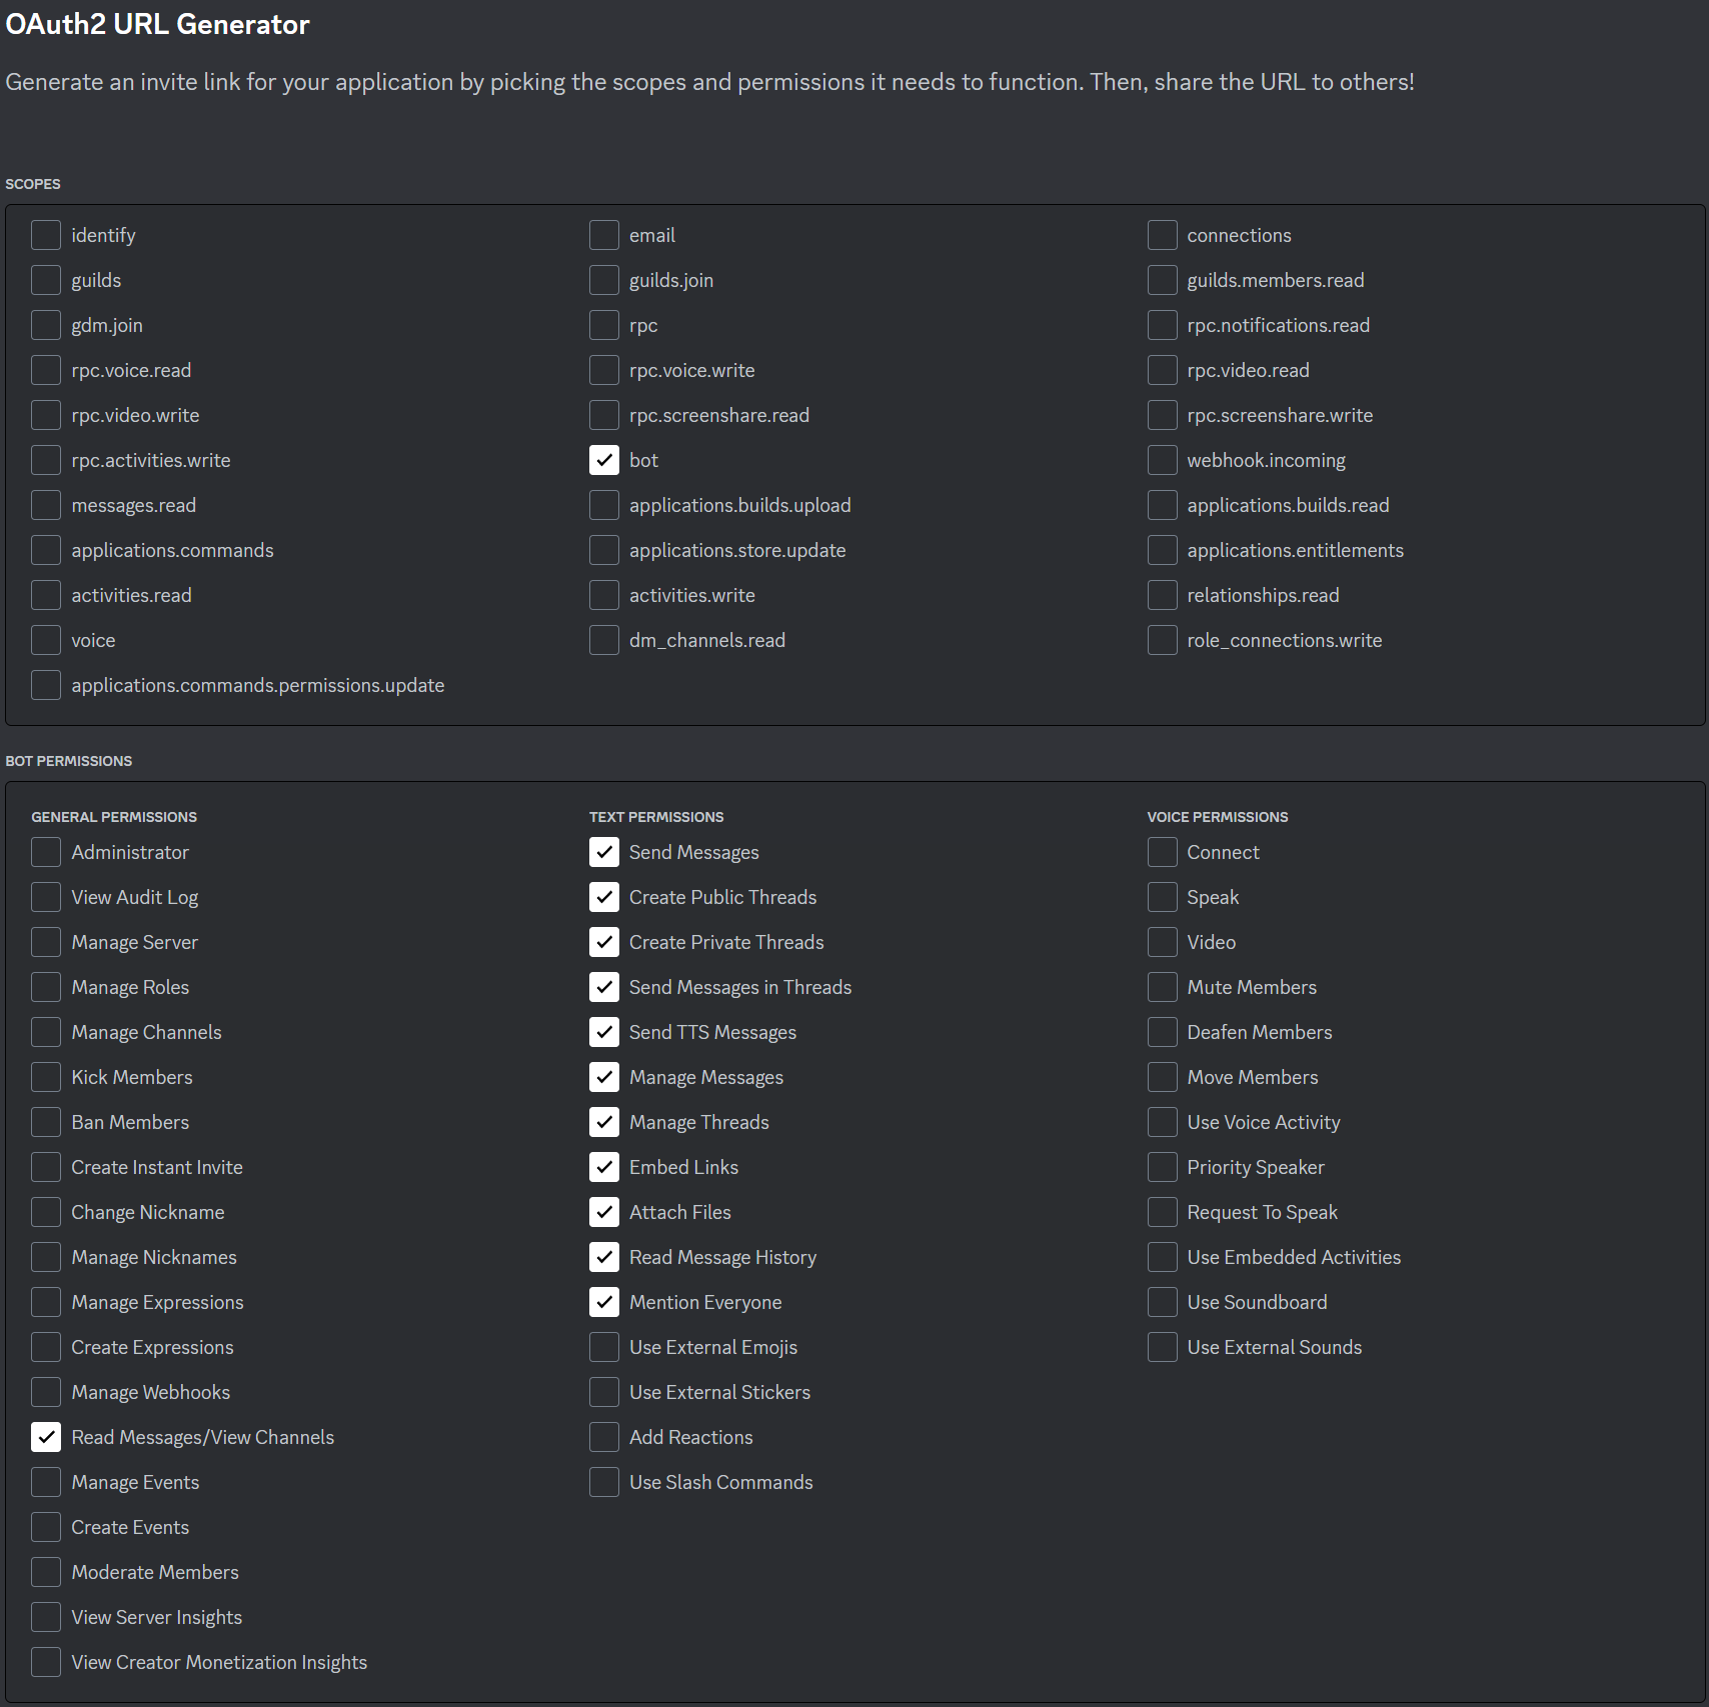 OAuth2 URL Generator
Generate an invite link for your application by picking the scopes and permissions it needs to function. Then, share the URL to others!
SCOPES
identify
email
connections
guilds
guilds.join
guilds.members.read
gdm.join
rpc
rpc.notifications.read
rpc.voice.read
rpc.voice.write
rpc.video.read
rpc.video.write
rpc.screenshare.read
rpc.screenshare.write
rpc.activities.write
bot
webhook.incoming
messages.read
applications.builds.upload
applications.builds.read
applications.commands
applications.store.update
applications.entitlements
activities.read
activities.write
relationships.read
voice
dm_channels.read
role_connections.write
applications.commands.permissions.update
BOT PERMISSIONS
GENERAL PERMISSIONS
Administrator
View Audit Log
Manage Server
Manage Roles
Manage Channels
Kick Members
Ban Members
Create Instant Invite
Change Nickname
Manage Nicknames
Manage Expressions
Create Expressions
Manage Webhooks
Read Messages/View Channels
Manage Events
Create Events
Moderate Members
View Server Insights
View Creator Monetization Insights
TEXT PERMISSIONS
Send Messages
Create Public Threads
Create Private Threads
Send Messages in Threads
Send TTS Messages
Manage Messages
Manage Threads
Embed Links
Attach Files
Read Message History
Mention Everyone
Use External Emojis
Use External Stickers
Add Reactions
Use Slash Commands
VOICE PERMISSIONS
Connect
Speak
Video
Mute Members
Deafen Members
Move Members
Use Voice Activity
Priority Speaker
Request To Speak
Use Embedded Activities
Use Soundboard
Use External Sounds